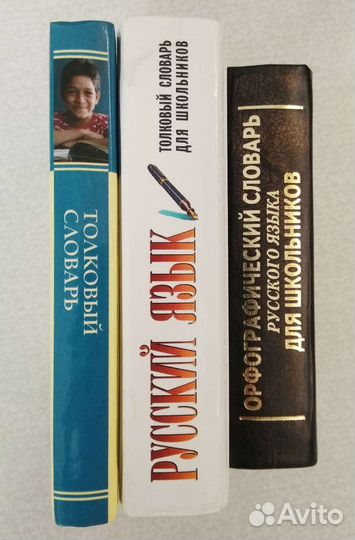 ТОЛКОВЫЙ
СЛОВАРЬ
РУССКИЙ ЯЗЫК
ТОЛКОВЫЙ СЛОВАРЬ
ДЛЯ ШКОЛЬНИКОВ
ОРФОГРАФИЧЕСКИЙ СЛОВАРЬ
РУССКОГО ЯЗЫКА
ДЛЯ ШКОЛЬНИКОВ
Avito